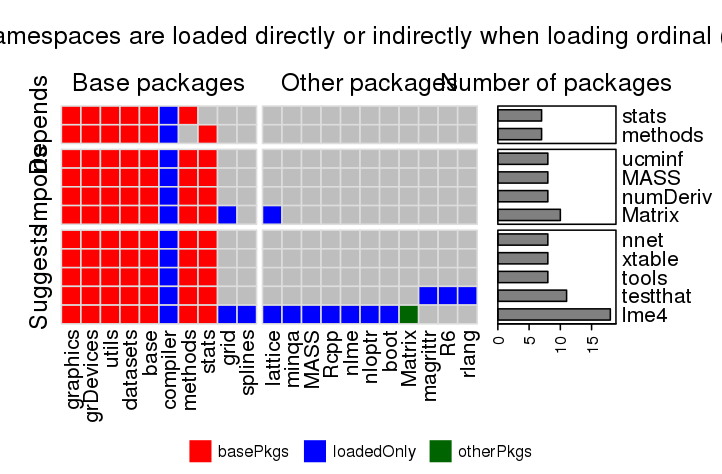 namespaces are loaded directly or indirectly when loading ordinal
Base packages
Other packages
Number of packages
Depends
Imports
Suggests
stats
methods
ucminf
MASS
numDeriv
Matrix
nnet
xtable
tools
testthat
lme4
graphics
grDevices
utils
datasets
base
compiler
methods
stats
grid
splines
lattice
minqa
MASS
Rcpp
nlme
nloptr
boot
Matrix
magrittr
R6
rlang
0
5
10
15
basePkgs
loadedOnly
otherPkgs